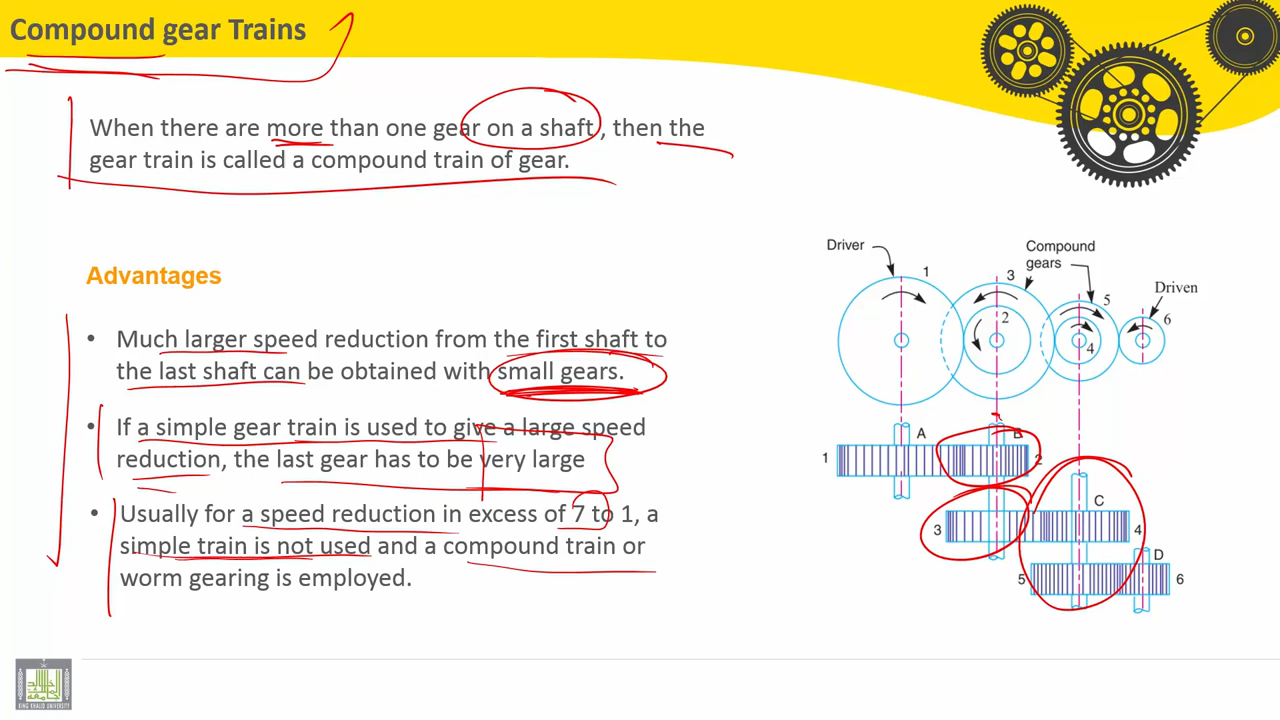 Compound gear Trains
When there are more than one gear on a shaft , then the
gear train is called a compound train of gear.
Advantages
• Much larger speed reduction from the first shaft to
the last shaft can be obtained with small gears.
• If a simple gear train is used to give a large speed
reduction, the last gear has to be very large
• Usually for a speed reduction in excess of 7 to 1, a
simple train is not used and a compound train or
worm gearing is employed.
Driver
1
Compound
gears
3
2
5
4
Driven
6
A
B
1
2
C
3
4
D
5
6
KING KHALID UNIVERSITY